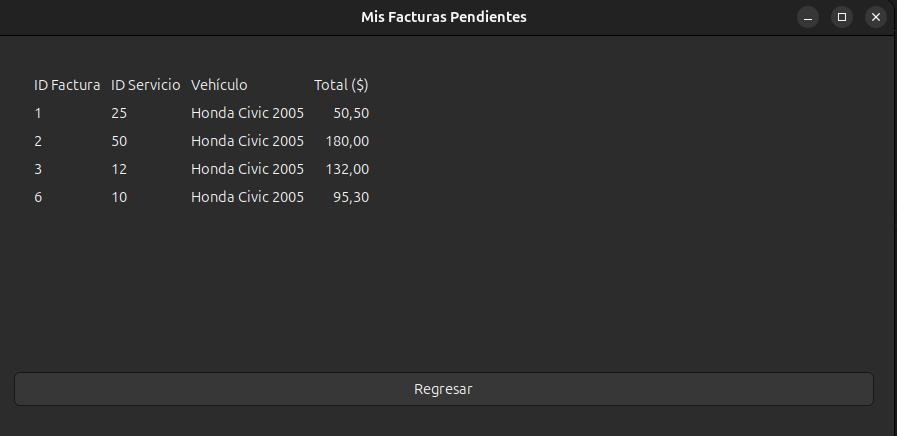 Mis Facturas Pendientes
ID Factura ID Servicio Vehículo Total ($)
1 25 Honda Civic 2005 50,50
2 50 Honda Civic 2005 180,00
3 12 Honda Civic 2005 132,00
6 10 Honda Civic 2005 95,30
Regresar